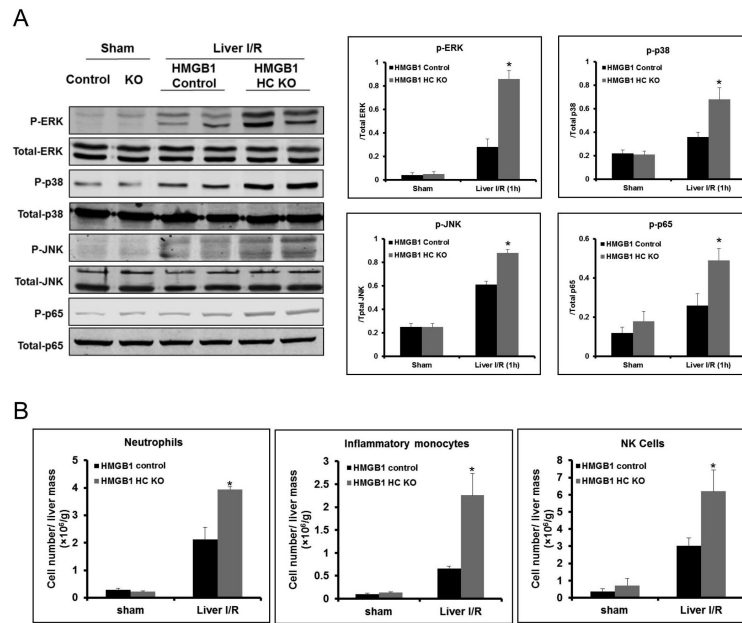 A
Sham
Liver I/R
Control
KO
HMGB1
Control
HMGB1
HC KO
P-ERK
Total-ERK
P-p38
Total-p38
P-JNK
Total-JNK
P-p65
Total-p65
p-ERK
HMGB1 Control
HMGB1 HC KO
*
/Total ERK
1
0.8
0.6
0.4
0.2
0
Sham
Liver I/R (1h)
p-p38
HMGB1 Control
HMGB1 HC KO
*
/Total p38
1
0.8
0.6
0.4
0.2
0
Sham
Liver I/R (1h)
p-JNK
HMGB1 Control
HMGB1 HC KO
*
/Tptal JNK
1
0.8
0.6
0.4
0.2
0
Sham
Liver I/R (1h)
p-p65
HMGB1 Control
HMGB1 HC KO
*
/Total p65
0.6
0.4
0.2
0
Sham
Liver I/R (1h)
B
Neutrophils
HMGB1 control
HMGB1 HC KO
*
Cell number/ liver mass
(×10⁶/g)
5
4
3
2
1
0
sham
Liver I/R
Inflammatory monocytes
HMGB1 control
HMGB1 HC KO
*
Cell number/ liver mass
(×10⁶/g)
3
2.5
2
1.5
1
0.5
0
sham
Liver I/R
NK Cells
HMGB1 control
HMGB1 HC KO
*
Cell number/ liver mass
(×10⁶/g)
8
7
6
5
4
3
2
1
0
sham
Liver I/R